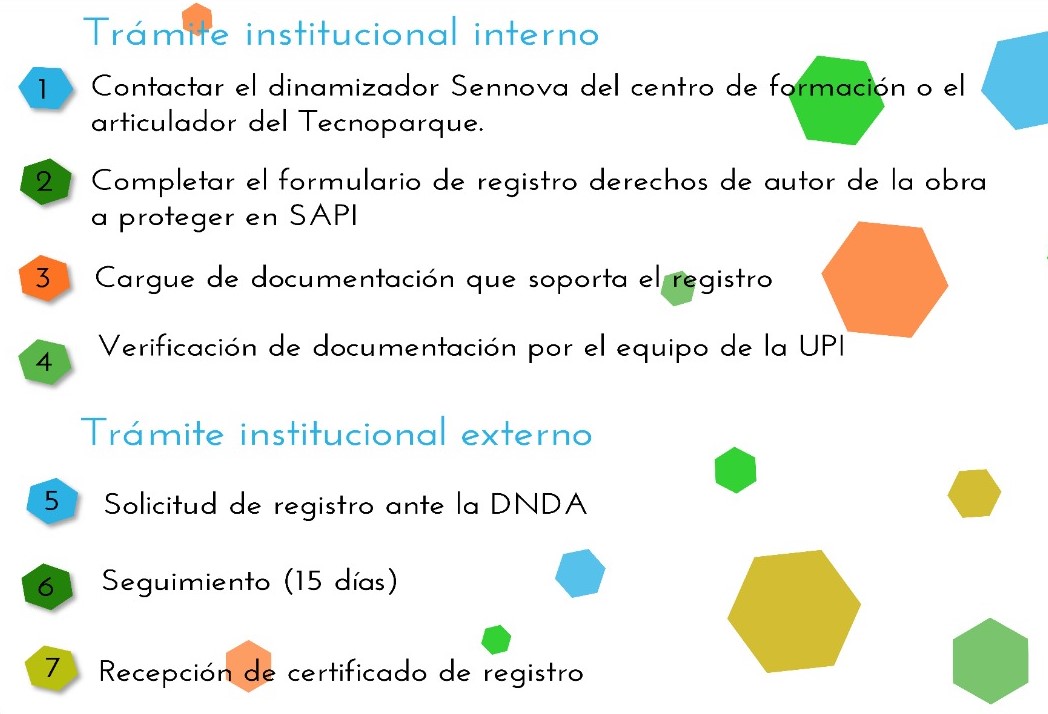 Trámite institucional interno
1 Contactar el dinamizador Sennova del centro de formación o el
articulador del Tecnoparque.
2 Completar el formulario de registro derechos de autor de la obra
a proteger en SAPI
3 Cargue de documentación que soporta el registro
4 Verificación de documentación por el equipo de la UPI
Trámite institucional externo
5 Solicitud de registro ante la DNDA
6 Seguimiento (15 días)
7 Recepción de certificado de registro